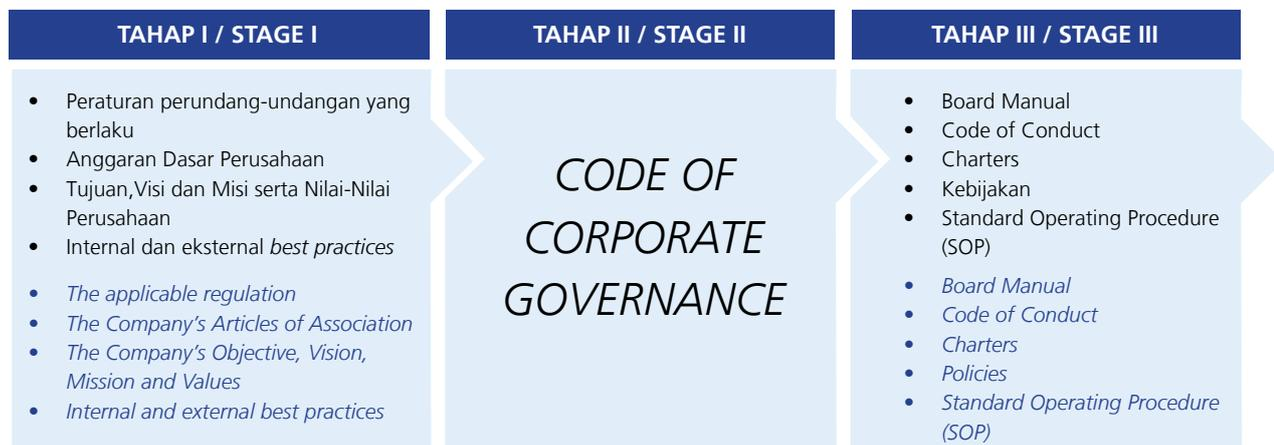 TAHAP I / STAGE I
• Peraturan perundang-undangan yang
berlaku
• Anggaran Dasar Perusahaan
• Tujuan,Visi dan Misi serta Nilai-Nilai
Perusahaan
• Internal dan eksternal best practices
• The applicable regulation
• The Company’s Articles of Association
• The Company’s Objective, Vision,
Mission and Values
• Internal and external best practices
TAHAP II / STAGE II
CODE OF
CORPORATE
GOVERNANCE
TAHAP III / STAGE III
• Board Manual
• Code of Conduct
• Charters
• Kebijakan
• Standard Operating Procedure
(SOP)
• Board Manual
• Code of Conduct
• Charters
• Policies
• Standard Operating Procedure
(SOP)